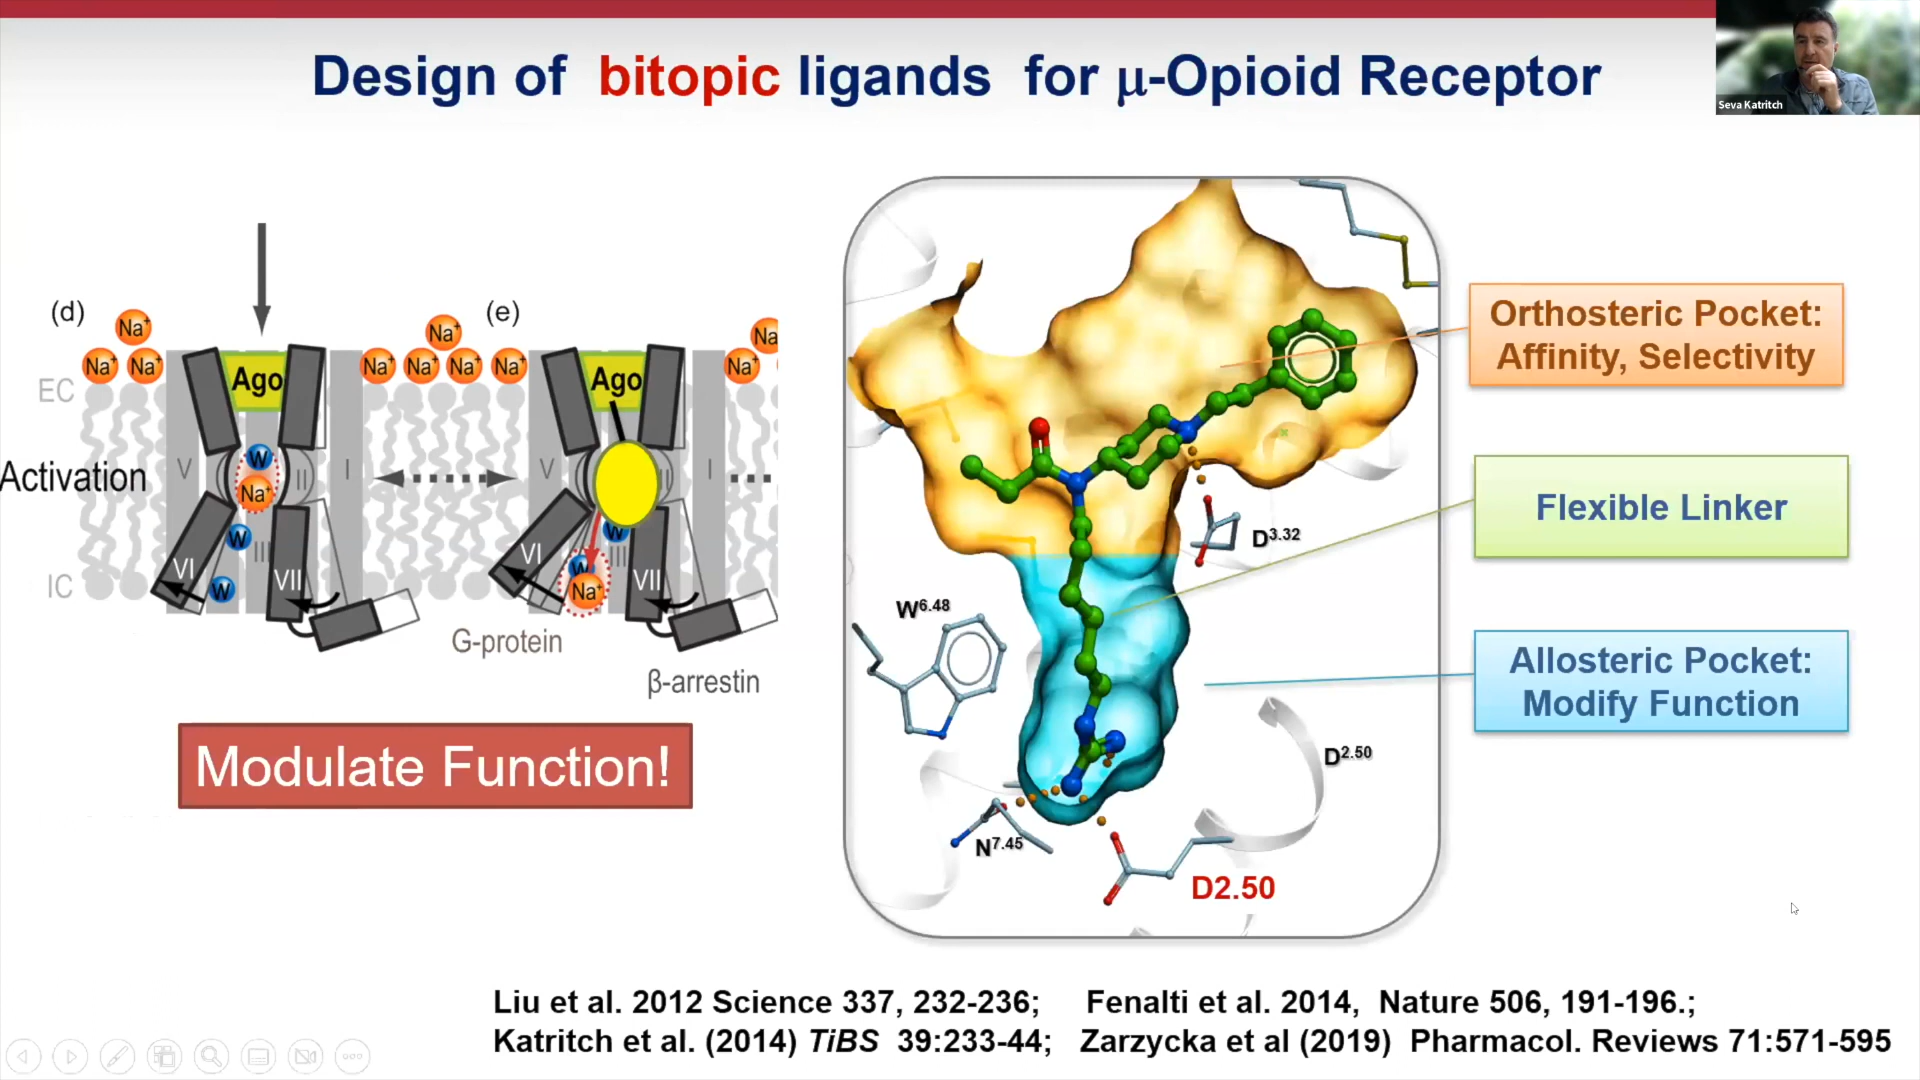 Design of bitopic ligands for μ-Opioid Receptor
Seva Katritch
(d)
(e)
Na⁺
Na⁺ Na⁺
Na⁺
Na⁺ Na⁺ Na⁺ Na⁺
Na
Na⁺
EC
Ago
Ago
Activation
V
W
Na⁺
II
I
V
I
W
III
VI
VII
W
IC
W
III
VI
W
Na⁺
VII
G-protein
β-arrestin
Modulate Function!
D3.32
W6.48
D2.50
N7.45
D2.50
Orthosteric Pocket:
Affinity, Selectivity
Flexible Linker
Allosteric Pocket:
Modify Function
Liu et al. 2012 Science 337, 232-236; Fenalti et al. 2014, Nature 506, 191-196.;
Katritch et al. (2014) TiBS 39:233-44; Zarzycka et al (2019) Pharmacol. Reviews 71:571-595